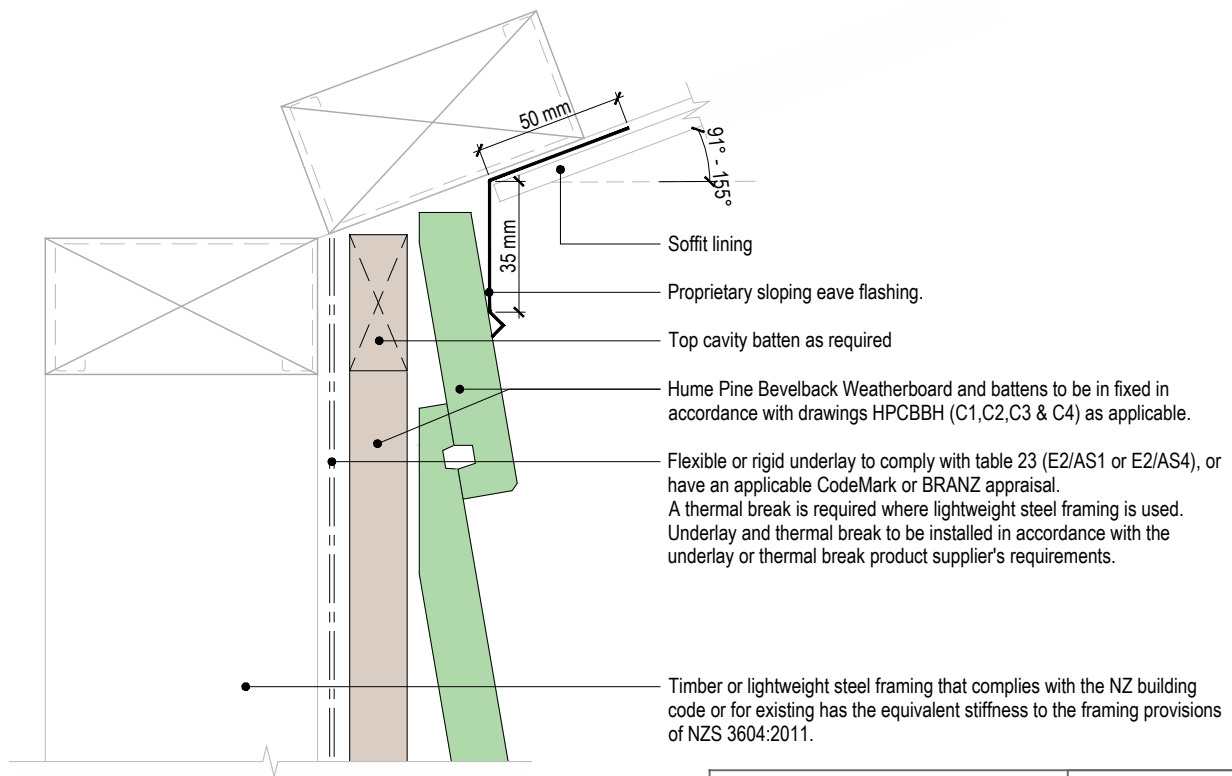 50 mm
91° - 155°
35 mm
Soffit lining
Proprietary sloping eave flashing.
Top cavity batten as required
Hume Pine Bevelback Weatherboard and battens to be in fixed in
accordance with drawings HPCBBH (C1,C2,C3 & C4) as applicable.
Flexible or rigid underlay to comply with table 23 (E2/AS1 or E2/AS4), or
have an applicable CodeMark or BRANZ appraisal.
A thermal break is required where lightweight steel framing is used.
Underlay and thermal break to be installed in accordance with the
underlay or thermal break product supplier's requirements.
Timber or lightweight steel framing that complies with the NZ building
code or for existing has the equivalent stiffness to the framing provisions
of NZS 3604:2011.